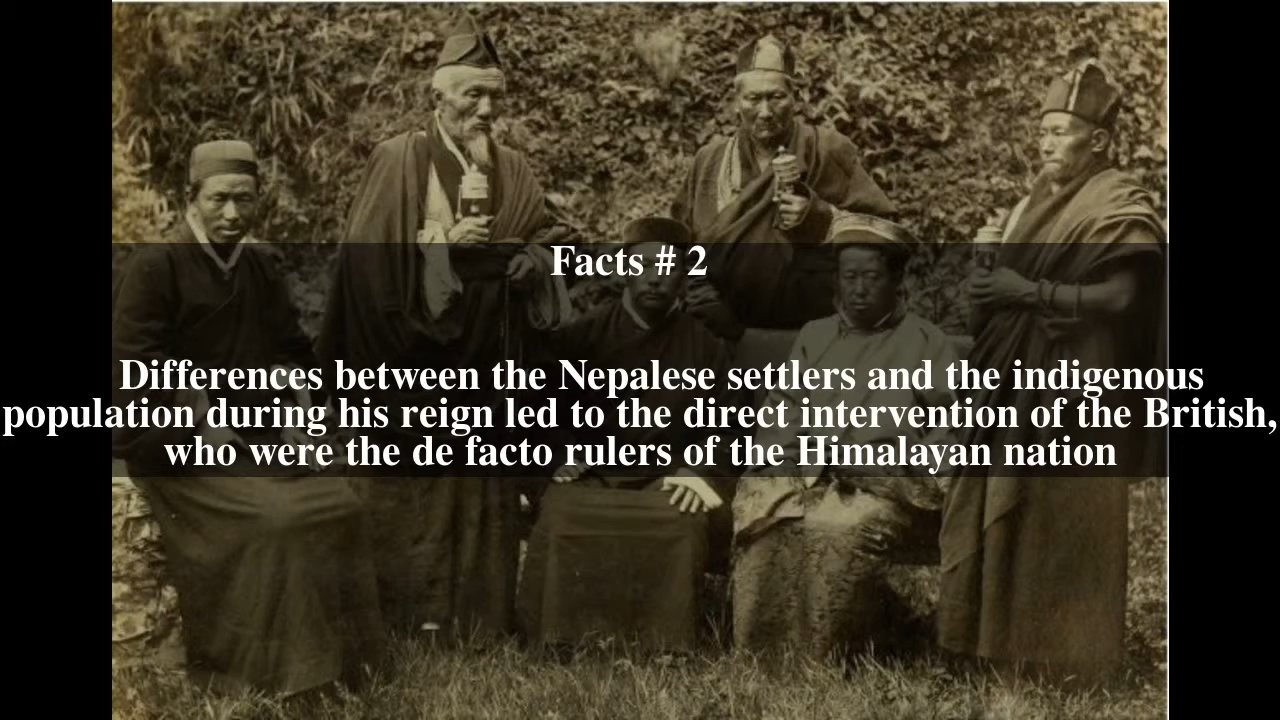 Facts # 2
Differences between the Nepalese settlers and the indigenous
population during his reign led to the direct intervention of the British,
who were the de facto rulers of the Himalayan nation